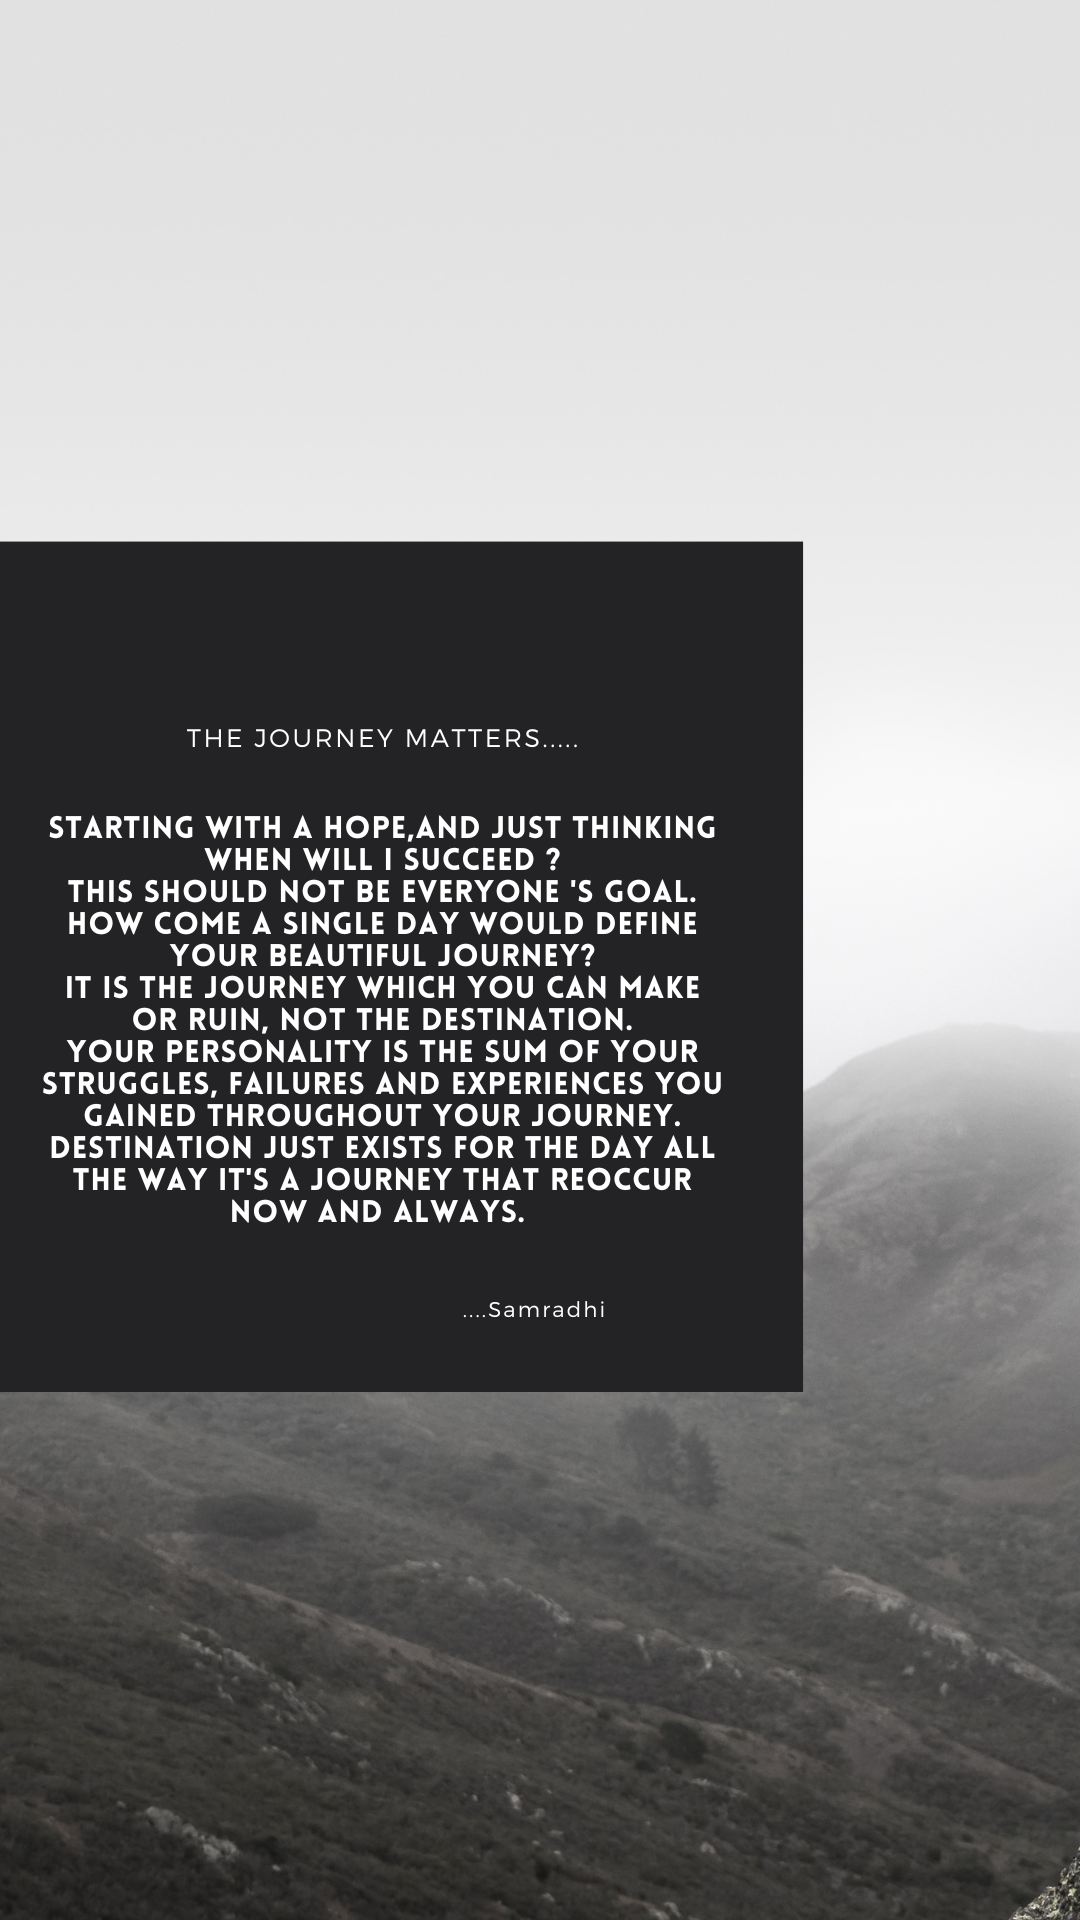 THE JOURNEY MATTERS.....
STARTING WITH A HOPE,AND JUST THINKING
WHEN WILL I SUCCEED ?
THIS SHOULD NOT BE EVERYONE 'S GOAL.
HOW COME A SINGLE DAY WOULD DEFINE
YOUR BEAUTIFUL JOURNEY?
IT IS THE JOURNEY WHICH YOU CAN MAKE
OR RUIN, NOT THE DESTINATION.
YOUR PERSONALITY IS THE SUM OF YOUR
STRUGGLES, FAILURES AND EXPERIENCES YOU
GAINED THROUGHOUT YOUR JOURNEY.
DESTINATION JUST EXISTS FOR THE DAY ALL
THE WAY IT'S A JOURNEY THAT REOCCUR
NOW AND ALWAYS.
....Samradhi